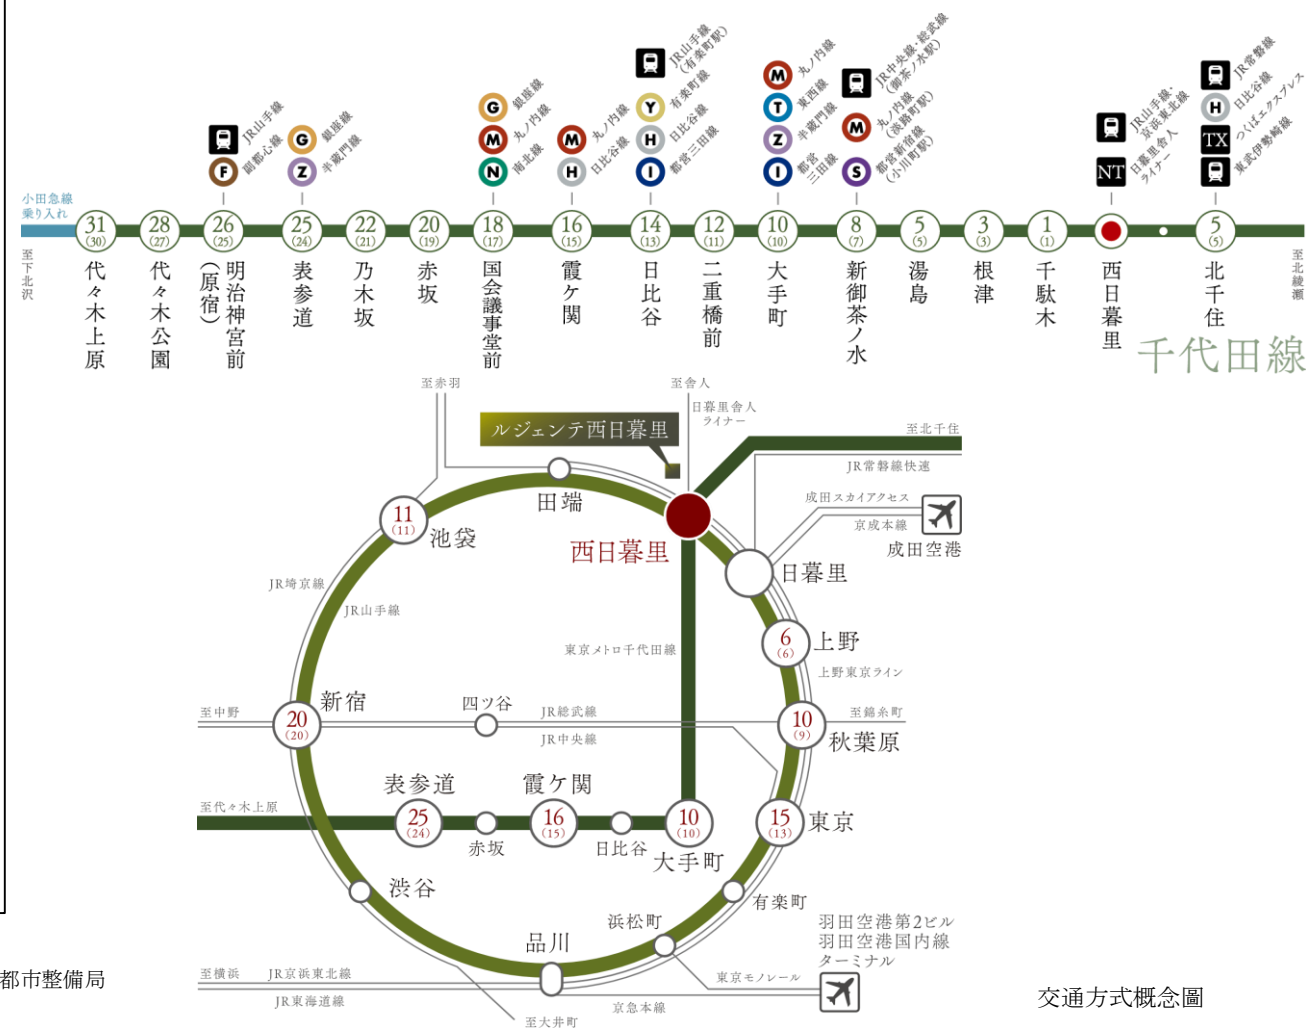 JR山手線
副都心線
銀座線
半蔵門線
銀座線
丸ノ内線
南北線
丸ノ内線
日比谷線
JR山手線
(有楽町駅)
有楽町線
日比谷線
都営三田線
丸ノ内線
東西線
半蔵門線
都営
三田線
JR中央線・総武線
(御茶ノ水駅)
丸ノ内線
(淡路町駅)
都営新宿線
(小川町駅)
JR山手線・
京浜東北線
日暮里舎人
ライナー
JR常磐線
日比谷線
つくばエクスプレス
東武伊勢崎線
F
G
Z
G
M
N
M
H
Y
H
I
M
T
Z
I
M
S
NT
H
TX
小田急線
乗り入れ
至下北沢
31
(30)
代々木上原
28
(27)
代々木公園
26
(25)
明治神宮前
(原宿)
25
(24)
表参道
22
(21)
乃木坂
20
(19)
赤坂
18
(17)
国会議事堂前
16
(15)
霞ケ関
14
(13)
日比谷
12
(11)
二重橋前
10
(10)
大手町
8
(7)
新御茶ノ水
5
(5)
湯島
3
(3)
根津
1
(1)
千駄木
西日暮里
5
(5)
北千住
至北綾瀬
千代田線
至赤羽
至舎人
日暮里舎人
ライナー
ルジェンテ西日暮里
至北千住
JR常磐線快速
田端
成田スカイアクセス
京成本線
成田空港
11
(11)
池袋
西日暮里
日暮里
JR埼京線
JR山手線
東京メトロ千代田線
6
(6)
上野
上野東京ライン
新宿
四ツ谷
至中野
JR総武線
至錦糸町
20
(20)
JR中央線
10
(9)
秋葉原
表参道
霞ケ関
至代々木上原
25
(24)
16
(15)
10
(10)
15
(13)
東京
赤坂
日比谷
大手町
渋谷
有楽町
浜松町
羽田空港第2ビル
羽田空港国内線
ターミナル
品川
至横浜
JR京浜東北線
東京モノレール
JR東海道線
京急本線
至大井町
都市整備局
交通方式概念圖